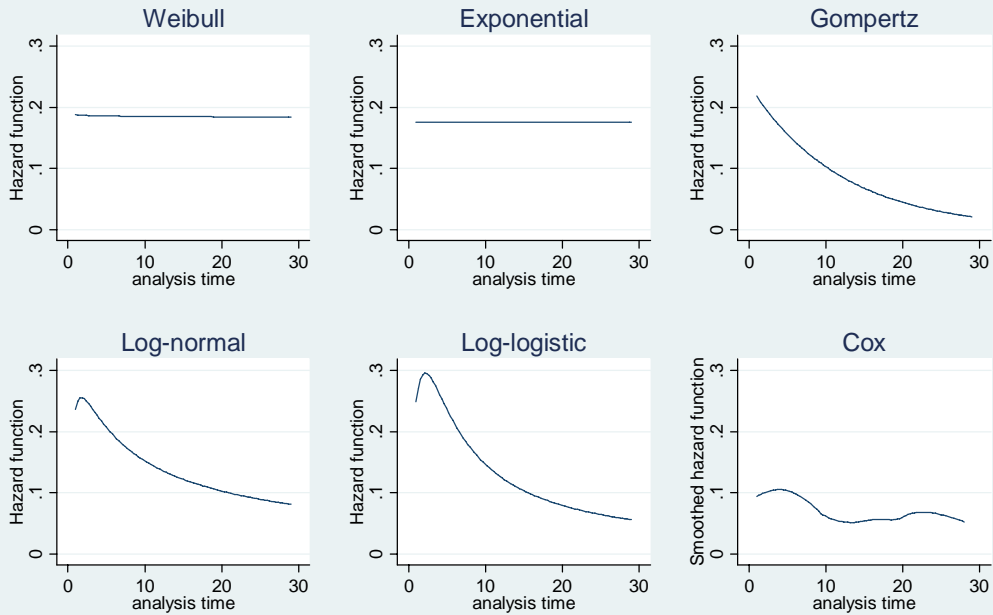 Weibull
Exponential
Gompertz
Hazard function
0 .1 .2 .3
0 10 20 30
analysis time
Hazard function
0 .1 .2 .3
0 10 20 30
analysis time
Hazard function
0 .1 .2 .3
0 10 20 30
analysis time
Log-normal
Log-logistic
Cox
Hazard function
0 .1 .2 .3
0 10 20 30
analysis time
Hazard function
0 .1 .2 .3
0 10 20 30
analysis time
Smoothed hazard function
0 .1 .2 .3
0 10 20 30
analysis time